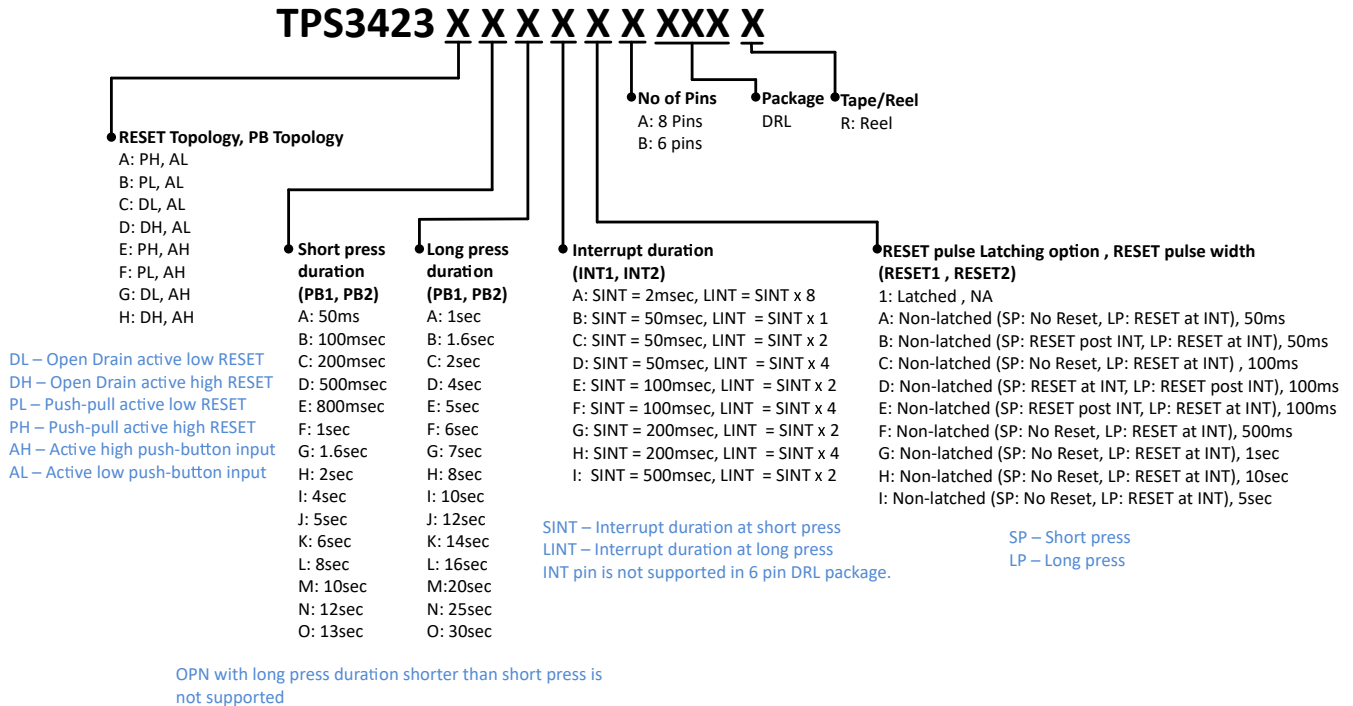 TPS3423 X X X X X X XXX X
No of Pins
A: 8 Pins
B: 6 pins
Package
DRL
Tape/Reel
R: Reel
RESET Topology, PB Topology
A: PH, AL
B: PL, AL
C: DL, AL
D: DH, AL
E: PH, AH
F: PL, AH
G: DL, AH
H: DH, AH
DL – Open Drain active low RESET
DH – Open Drain active high RESET
PL – Push-pull active low RESET
PH – Push-pull active high RESET
AH – Active high push-button input
AL – Active low push-button input
Short press
duration
(PB1, PB2)
A: 50ms
B: 100msec
C: 200msec
D: 500msec
E: 800msec
F: 1sec
G: 1.6sec
H: 2sec
I: 4sec
J: 5sec
K: 6sec
L: 8sec
M: 10sec
N: 12sec
O: 13sec
Long press
duration
(PB1, PB2)
A: 1sec
B: 1.6sec
C: 2sec
D: 4sec
E: 5sec
F: 6sec
G: 7sec
H: 8sec
I: 10sec
J: 12sec
K: 14sec
L: 16sec
M:20sec
N: 25sec
O: 30sec
Interrupt duration
(INT1, INT2)
A: SINT = 2msec, LINT = SINT x 8
B: SINT = 50msec, LINT = SINT x 1
C: SINT = 50msec, LINT = SINT x 2
D: SINT = 50msec, LINT = SINT x 4
E: SINT = 100msec, LINT = SINT x 2
F: SINT = 100msec, LINT = SINT x 4
G: SINT = 200msec, LINT = SINT x 2
H: SINT = 200msec, LINT = SINT x 4
I: SINT = 500msec, LINT = SINT x 2
SINT – Interrupt duration at short press
LINT – Interrupt duration at long press
INT pin is not supported in 6 pin DRL package.
RESET pulse Latching option , RESET pulse width
(RESET1 , RESET2)
1: Latched , NA
A: Non-latched (SP: No Reset, LP: RESET at INT), 50ms
B: Non-latched (SP: RESET post INT, LP: RESET at INT), 50ms
C: Non-latched (SP: No Reset, LP: RESET at INT) , 100ms
D: Non-latched (SP: RESET at INT, LP: RESET post INT), 100ms
E: Non-latched (SP: RESET post INT, LP: RESET at INT), 100ms
F: Non-latched (SP: No Reset, LP: RESET at INT), 500ms
G: Non-latched (SP: No Reset, LP: RESET at INT), 1sec
H: Non-latched (SP: No Reset, LP: RESET at INT), 10sec
I: Non-latched (SP: No Reset, LP: RESET at INT), 5sec
SP – Short press
LP – Long press
OPN with long press duration shorter than short press is
not supported